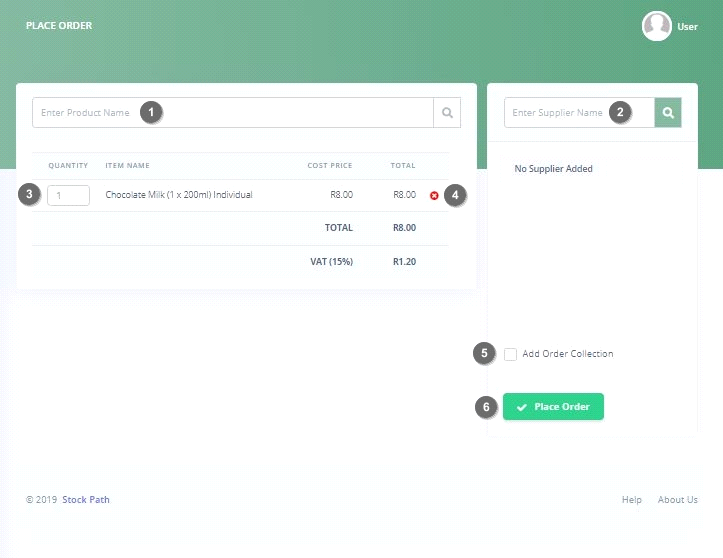 PLACE ORDER
User
Enter Product Name 1
Enter Supplier Name 2
QUANTITY ITEM NAME COST PRICE TOTAL
3 1 Chocolate Milk (1 x 200ml) Individual R8.00 R8.00 4
TOTAL R8.00
VAT (15%) R1.20
No Supplier Added
5 Add Order Collection
6 Place Order
© 2019 Stock Path
Help About Us